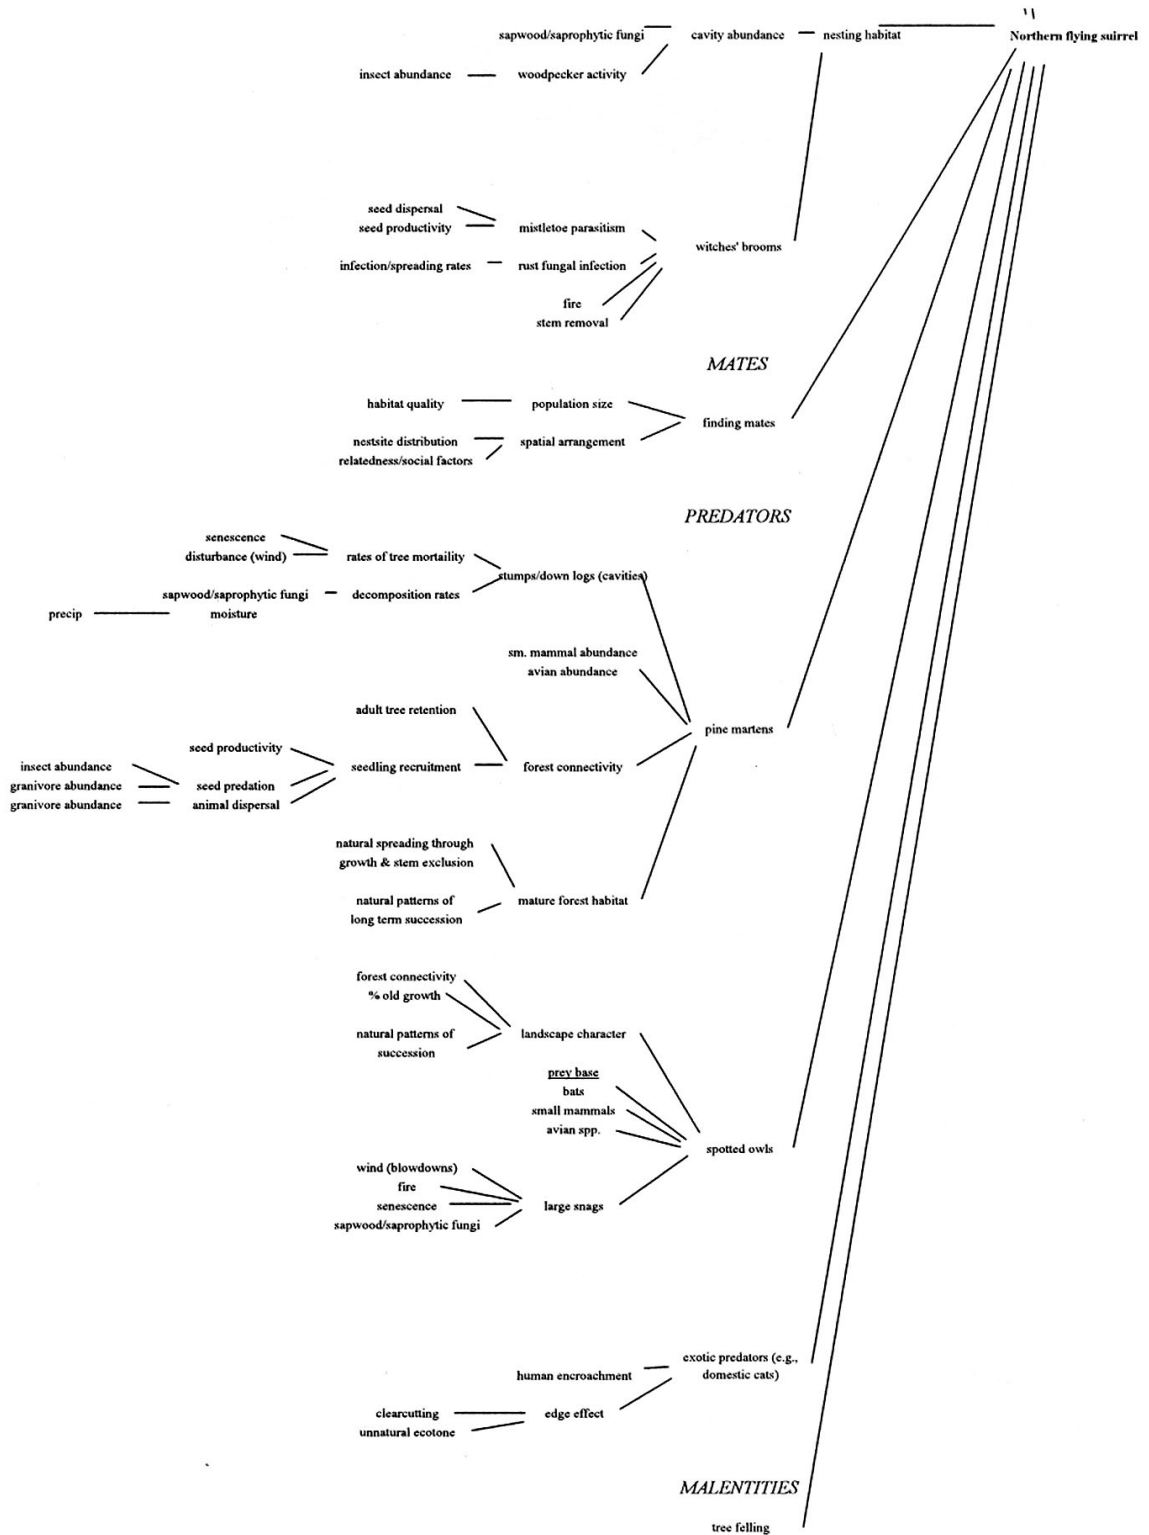 sapwood/saprophytic fungi cavity abundance nesting habitat Northern flying suirrel
insect abundance woodpecker activity
seed dispersal
seed productivity mistletoe parasitism
witches' brooms
infection/spreading rates rust fungal infection
fire
stem removal
MATES
habitat quality population size
finding mates
nestsite distribution spatial arrangement
relatedness/social factors
PREDATORS
senescence
disturbance (wind) rates of tree mortaility
stumps/down logs (cavities)
sapwood/saprophytic fungi decomposition rates
precip moisture
sm. mammal abundance
avian abundance
adult tree retention
pine martens
seed productivity
insect abundance seedling recruitment forest connectivity
granivore abundance seed predation
granivore abundance animal dispersal
natural spreading through
growth & stem exclusion
natural patterns of mature forest habitat
long term succession
forest connectivity
% old growth
natural patterns of landscape character
succession
prey base
bats
small mammals
avian spp.
spotted owls
wind (blowdowns)
fire
senescence large snags
sapwood/saprophytic fungi
exotic predators (e.g.,
human encroachment domestic cats)
clearcutting edge effect
unnatural ecotone
MALENTITIES
tree felling